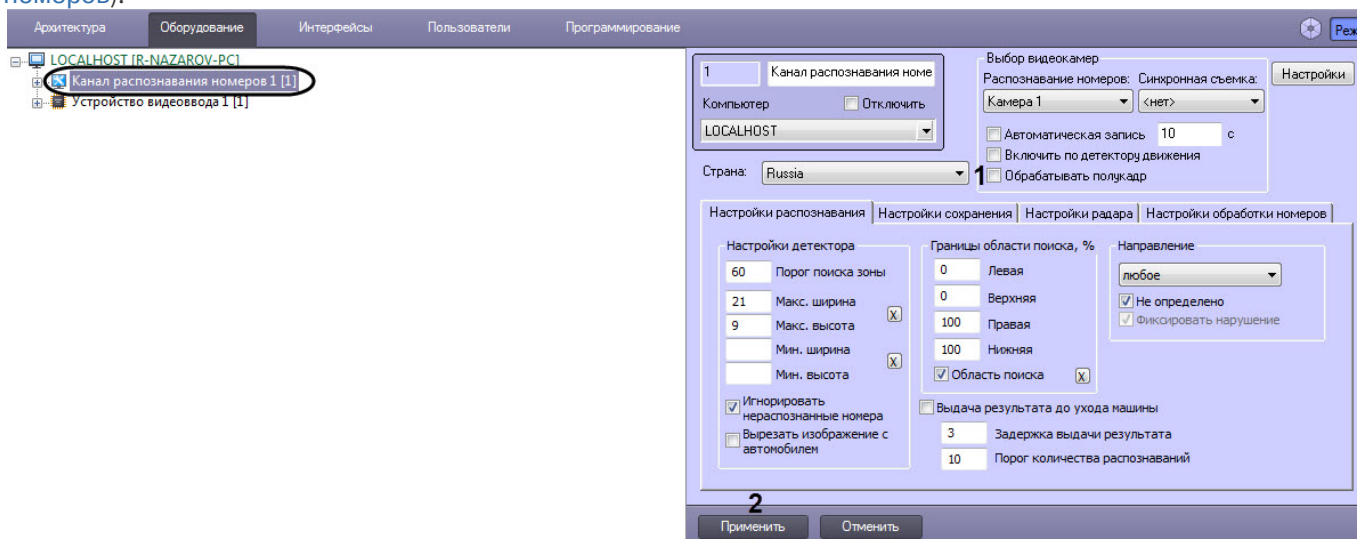 номеров).
Архитектура Оборудование Интерфейсы Пользователи Программирование Реж
LOCALHOST [R-NAZAROV-PC]
Канал распознавания номеров 1 [1]
Устройство видеоввода 1 [1]
1 Канал распознавания номе
Компьютер Отключить
LOCALHOST
Страна: Russia
Выбор видеокамер
Распознавание номеров: Синхронная съемка: Настройки
Камера 1 <нет>
Автоматическая запись 10 с
Включить по детектору движения
1 Обрабатывать полукадр
Настройки распознавания Настройки сохранения Настройки радара Настройки обработки номеров
Настройки детектора
60 Порог поиска зоны
21 Макс. ширина
9 Макс. высота
X
Мин. ширина
Мин. высота
X
Игнорировать
нераспознанные номера
Вырезать изображение с
автомобилем
Границы области поиска, %
0 Левая
0 Верхняя
100 Правая
100 Нижняя
Область поиска X
Направление
любое
Не определено
Фиксировать нарушение
Выдача результата до ухода машины
3 Задержка выдачи результата
10 Порог количества распознаваний
2
Применить Отменить